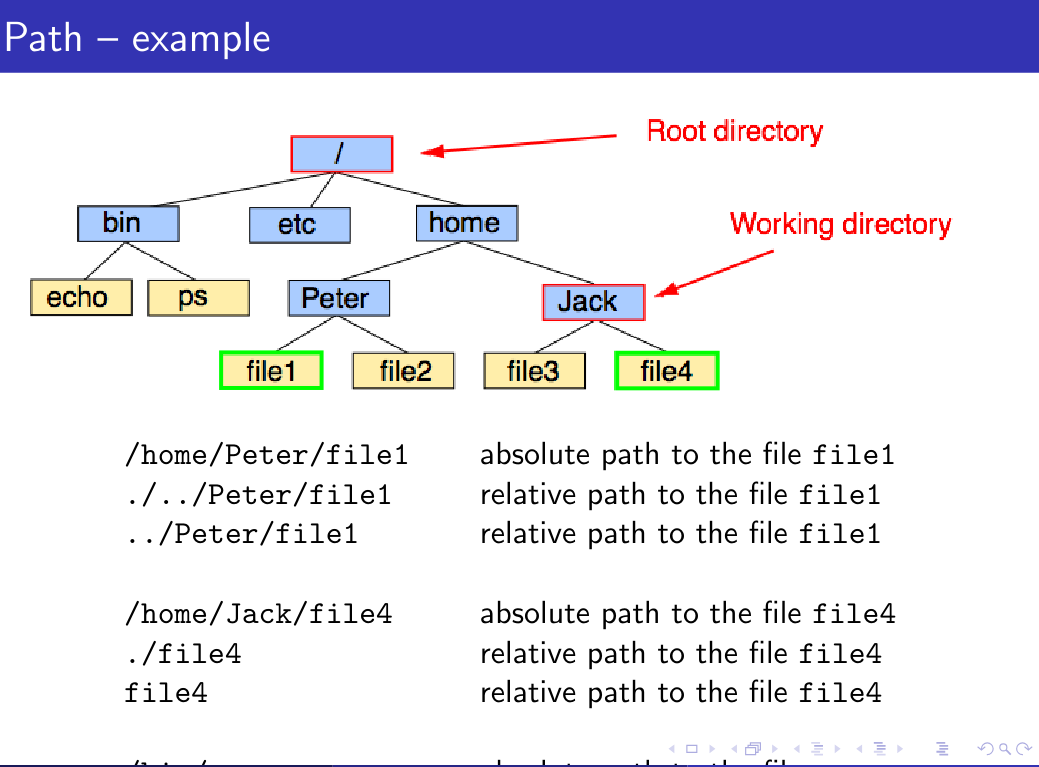 Path – example
/
Root directory
bin
etc
home
Working directory
echo
ps
Peter
Jack
file1
file2
file3
file4
/home/Peter/file1 absolute path to the file file1
./../Peter/file1 relative path to the file file1
../Peter/file1 relative path to the file file1
/home/Jack/file4 absolute path to the file file4
./file4 relative path to the file file4
file4 relative path to the file file4